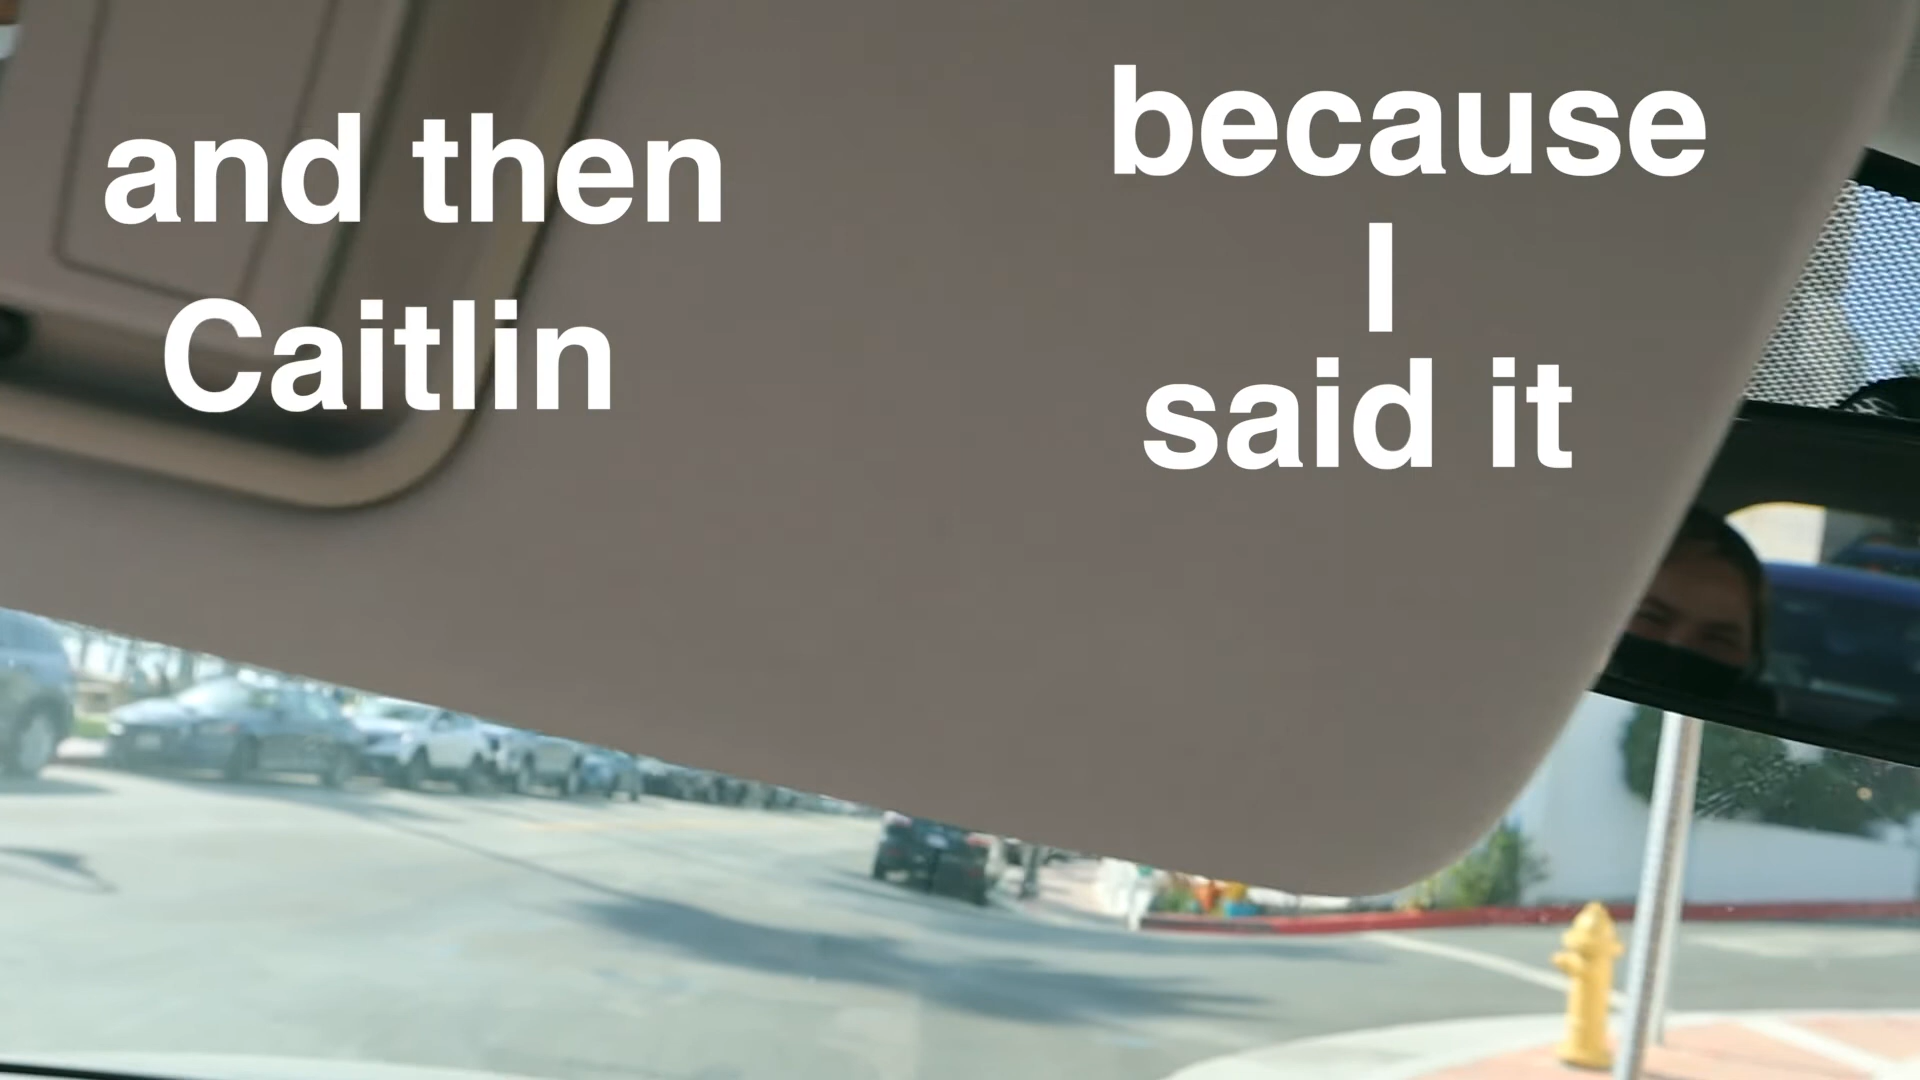 and then
Caitlin
because
I
said it